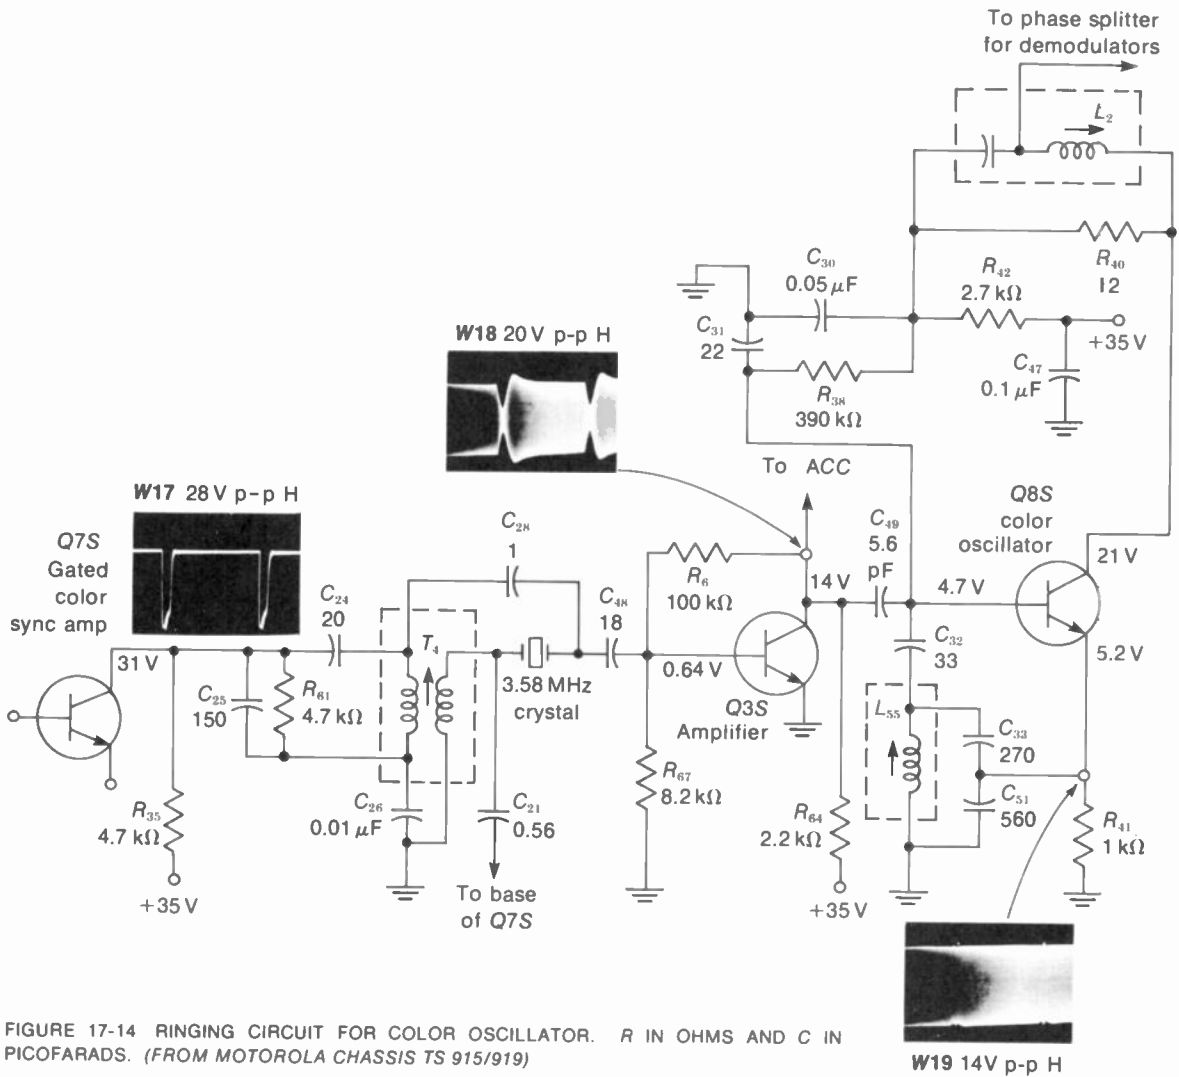 To phase splitter
for demodulators
L₂
C₃₀
0.05 μF
R₄₂
2.7 kΩ
R₄₀
12
+35 V
C₃₁
22
R₃₈
390 kΩ
C₄₇
0.1 μF
W18 20 V p-p H
To ACC
W17 28 V p-p H
Q7S
Gated
color
sync amp
C₂₈
1
C₄₉
5.6
pF
Q8S
color
oscillator
21 V
R₆
100 kΩ
14 V
4.7 V
C₂₄
20
C₄₈
18
31 V
T₄
3.58 MHz
crystal
0.64 V
C₃₂
33
5.2 V
C₂₅
150
R₆₁
4.7 kΩ
Q3S
Amplifier
L₅₅
C₃₃
270
R₆₇
8.2 kΩ
R₃₅
4.7 kΩ
C₂₆
0.01 μF
C₂₁
0.56
R₆₄
2.2 kΩ
C₅₁
560
R₄₁
1 kΩ
+35 V
To base
of Q7S
+35 V
FIGURE 17-14 RINGING CIRCUIT FOR COLOR OSCILLATOR. R IN OHMS AND C IN
PICOFARADS. (FROM MOTOROLA CHASSIS TS 915/919)
W19 14V p-p H